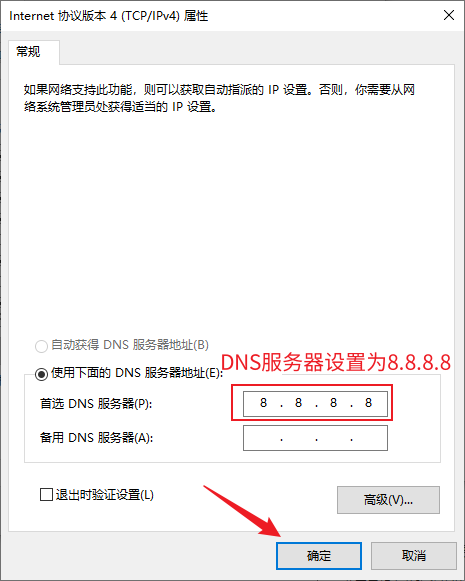 Internet 协议版本 4 (TCP/IPv4) 属性
常规
如果网络支持此功能，则可以获取自动指派的 IP 设置。否则，你需要从网
络系统管理员处获得适当的 IP 设置。
自动获得 DNS 服务器地址(B)
DNS服务器设置为8.8.8.8
使用下面的 DNS 服务器地址(E):
首选 DNS 服务器(P):
8 . 8 . 8 . 8
备用 DNS 服务器(A):
. . .
退出时验证设置(L)
高级(V)...
确定
取消